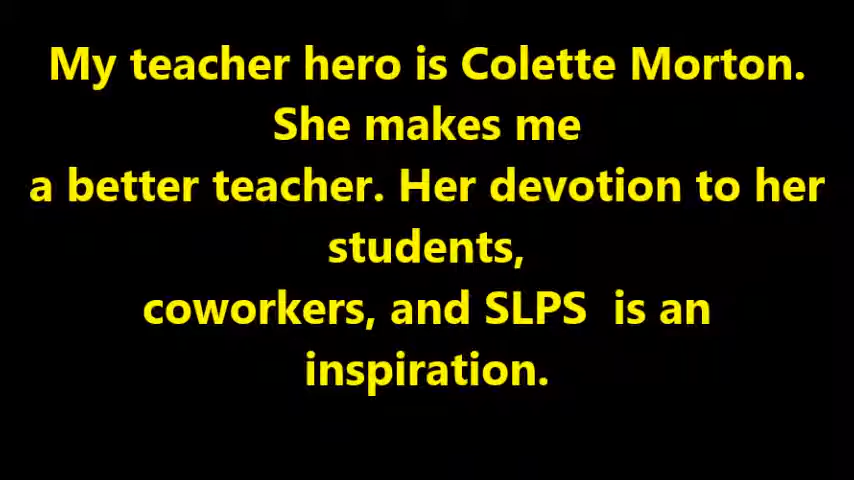 My teacher hero is Colette Morton.
She makes me
a better teacher. Her devotion to her
students,
coworkers, and SLPS  is an
inspiration.